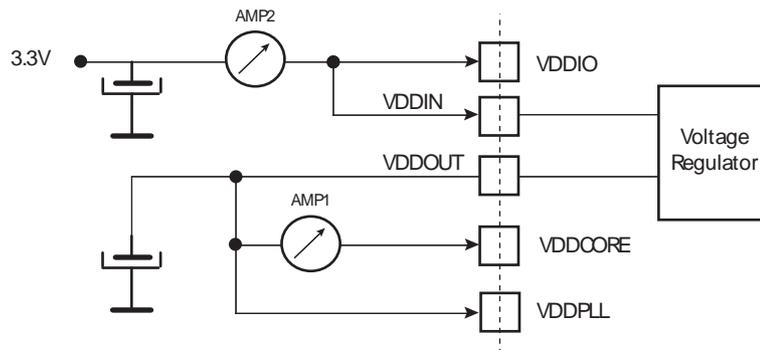 AMP2
3.3V
VDDIO
VDDIN
Voltage
Regulator
VDDOUT
AMP1
VDDCORE
VDDPLL